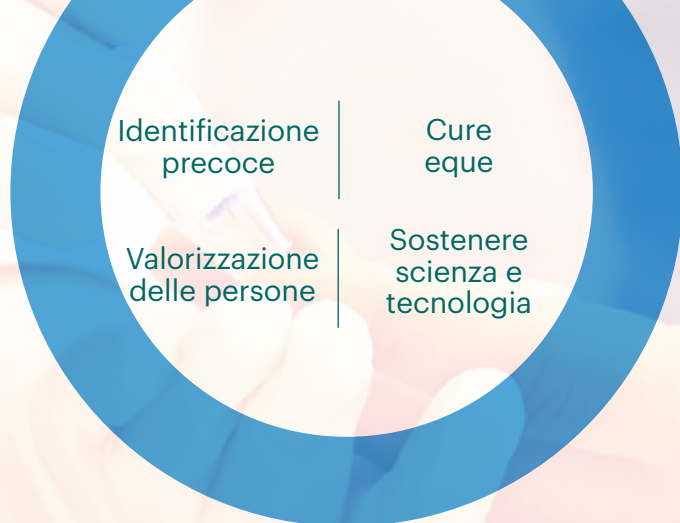 Identificazione
precoce
Cure
eque
Valorizzazione
delle persone
Sostenere
scienza e
tecnologia